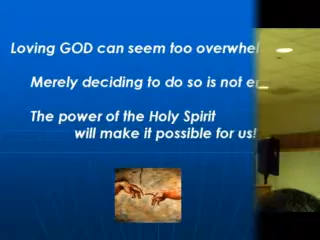 Loving GOD can seem too
Merely deciding to do so is not
The power of the Holy Spirit
will make it possible for us!